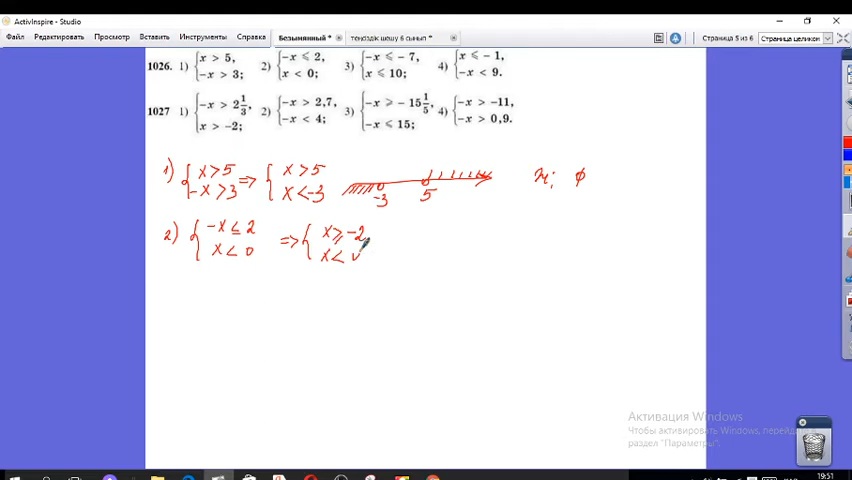 ActivInspire - Studio
Файл Редактировать Просмотр Вставить Инструменты Справка Безымянный * теңсіздік шешу 6 сынып * Страница 5 из 6 Страница целиком
1026. 1) {x > 5, −x > 3; 2) {−x ⩽ 2, x < 0; 3) {−x ⩽ − 7, x ⩽ 10; 4) {x ⩽ − 1, −x < 9.
1027 1) {−x > 2 1/3, x > −2; 2) {−x > 2,7, −x < 4; 3) {−x ⩾ − 15 1/5, −x ⩽ 15; 4) {−x > −11, −x > 0,9.
1) {x>5 −x>3 => {x>5 x<−3 −3 5 ∅
2) {−x ≤ 2 x < 0 => {x ⩾ −2 x <
Активация Windows
Чтобы активировать Windows, перейди
раздел "Параметры".
19:51